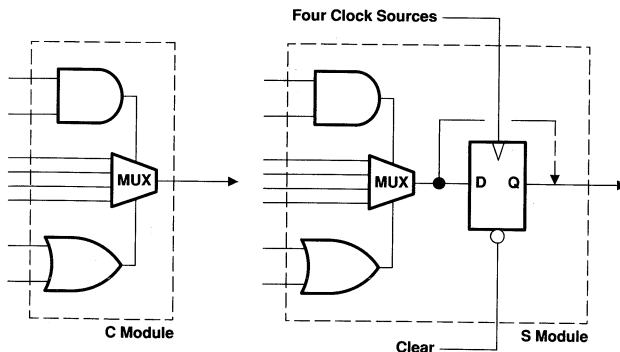 Four Clock Sources
MUX
MUX
D Q
C Module
Clear
S Module